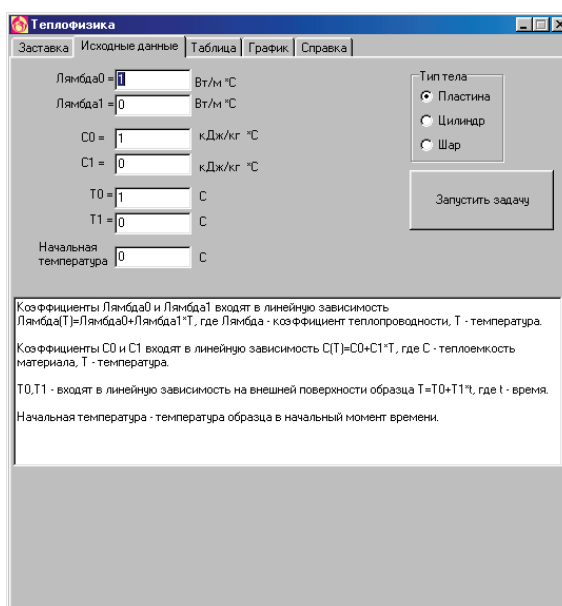 Теплофизика
Заставка Исходные данные Таблица График Справка
Лямбда0 = 1 Вт/м °С
Лямбда1 = 0 Вт/м °С
С0 = 1 кДж/кг °С
С1 = 0 кДж/кг °С
Т0 = 1 С
Т1 = 0 С
Начальная
температура 0 С
Тип тела
Пластина
Цилиндр
Шар
Запустить задачу
Коэффициенты Лямбда0 и Лямбда1 входят в линейную зависимость
Лямбда(Т)=Лямбда0+Лямбда1*Т, где Лямбда - коэффициент теплопроводности, Т - температура.
Коэффициенты С0 и С1 входят в линейную зависимость С(Т)=С0+С1*Т, где С - теплоемкость
материала, Т - температура.
Т0,Т1 - входят в линейную зависимость на внешней поверхности образца Т=Т0+Т1*t, где t - время.
Начальная температура - температура образца в начальный момент времени.